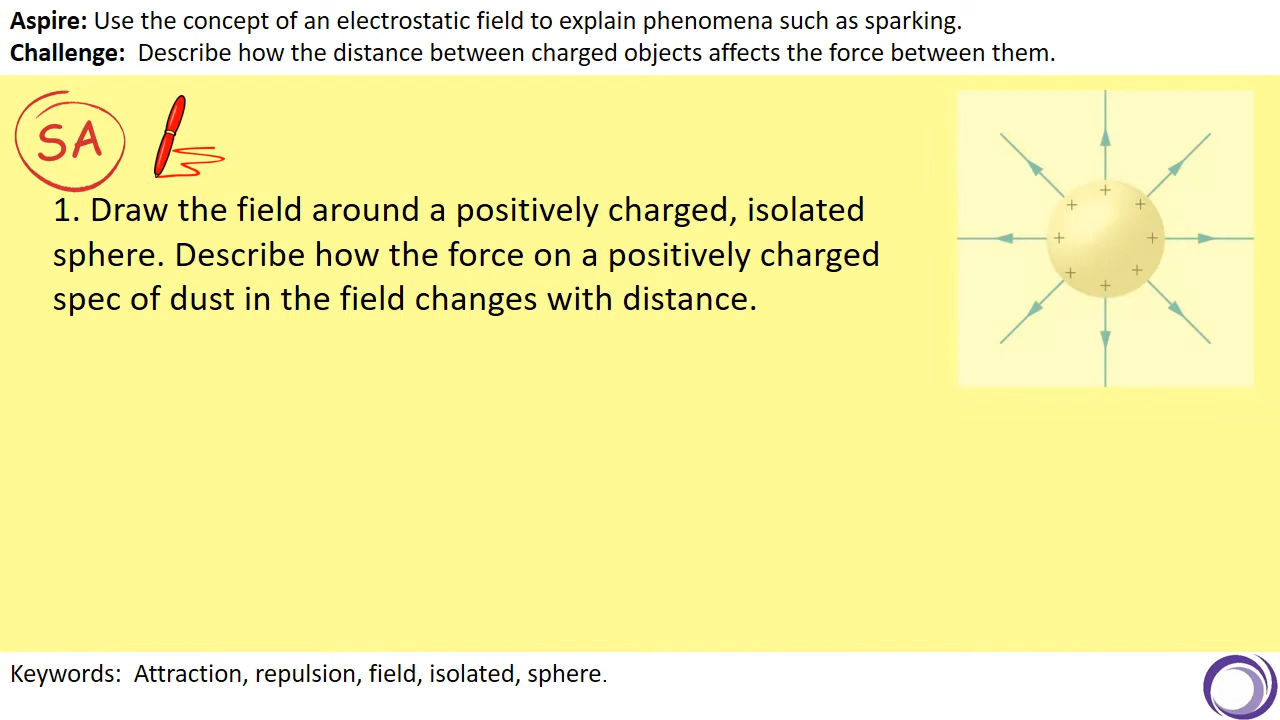 Aspire: Use the concept of an electrostatic field to explain phenomena such as sparking.
Challenge: Describe how the distance between charged objects affects the force between them.
SA
1. Draw the field around a positively charged, isolated
sphere. Describe how the force on a positively charged
spec of dust in the field changes with distance.
+
+ +
+ +
+ +
+
Keywords: Attraction, repulsion, field, isolated, sphere.